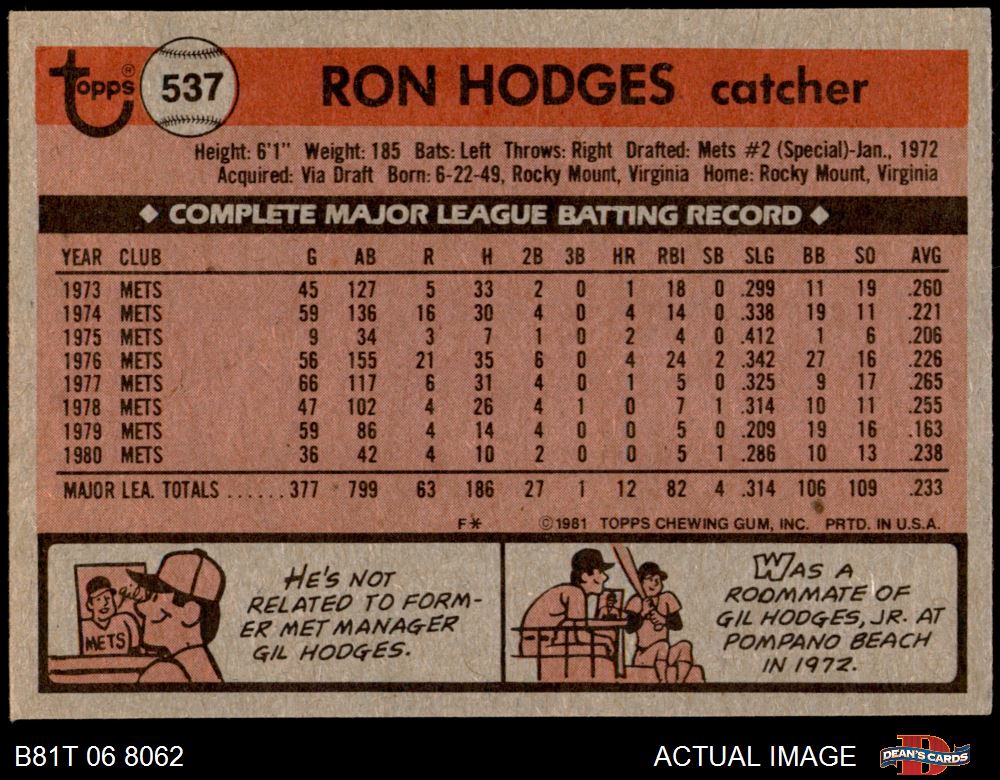 Topps® 537 RON HODGES catcher
Height: 6'1" Weight: 185 Bats: Left Throws: Right Drafted: Mets #2 (Special)-Jan., 1972
Acquired: Via Draft Born: 6-22-49, Rocky Mount, Virginia Home: Rocky Mount, Virginia
◆ COMPLETE MAJOR LEAGUE BATTING RECORD ◆
YEAR CLUB G AB R H 2B 3B HR RBI SB SLG BB SO AVG
1973 METS 45 127 5 33 2 0 1 18 0 .299 11 19 .260
1974 METS 59 136 16 30 4 0 4 14 0 .338 19 11 .221
1975 METS 9 34 3 7 1 0 2 4 0 .412 1 6 .206
1976 METS 56 155 21 35 6 0 4 24 2 .342 27 16 .226
1977 METS 66 117 6 31 4 0 1 5 0 .325 9 17 .265
1978 METS 47 102 4 26 4 1 0 7 1 .314 10 11 .255
1979 METS 59 86 4 14 4 0 0 5 0 .209 19 16 .163
1980 METS 36 42 4 10 2 0 0 5 1 .286 10 13 .238
MAJOR LEA. TOTALS ......377 799 63 186 27 1 12 82 4 .314 106 109 .233
F* ©1981 TOPPS CHEWING GUM, INC. PRTD. IN U.S.A.
gil
METS
HE'S NOT
RELATED TO FORM-
ER MET MANAGER
GIL HODGES.
WAS A
ROOMMATE OF
GIL HODGES, JR. AT
POMPANO BEACH
IN 1972.
B81T 06 8062 ACTUAL IMAGE DEAN'S CARDS